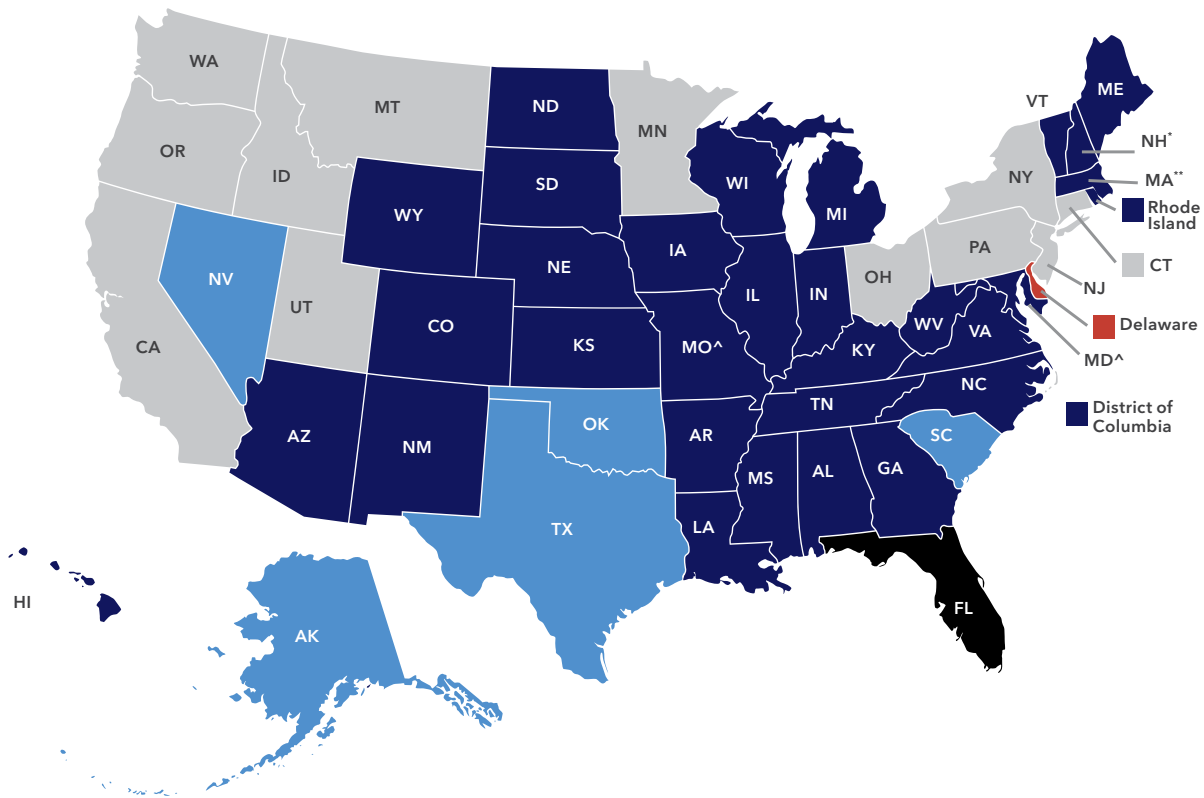 WA
MT
ND
MN
ME
VT
OR
ID
SD
WI
NH*
NY
MA**
WY
MI
Rhode
Island
IA
PA
NV
NE
CT
OH
UT
IL
IN
NJ
CO
WV
VA
Delaware
CA
KS
MO^
KY
MD^
NC
TN
District of
Columbia
AZ
NM
OK
AR
SC
GA
MS
AL
TX
LA
HI
AK
FL